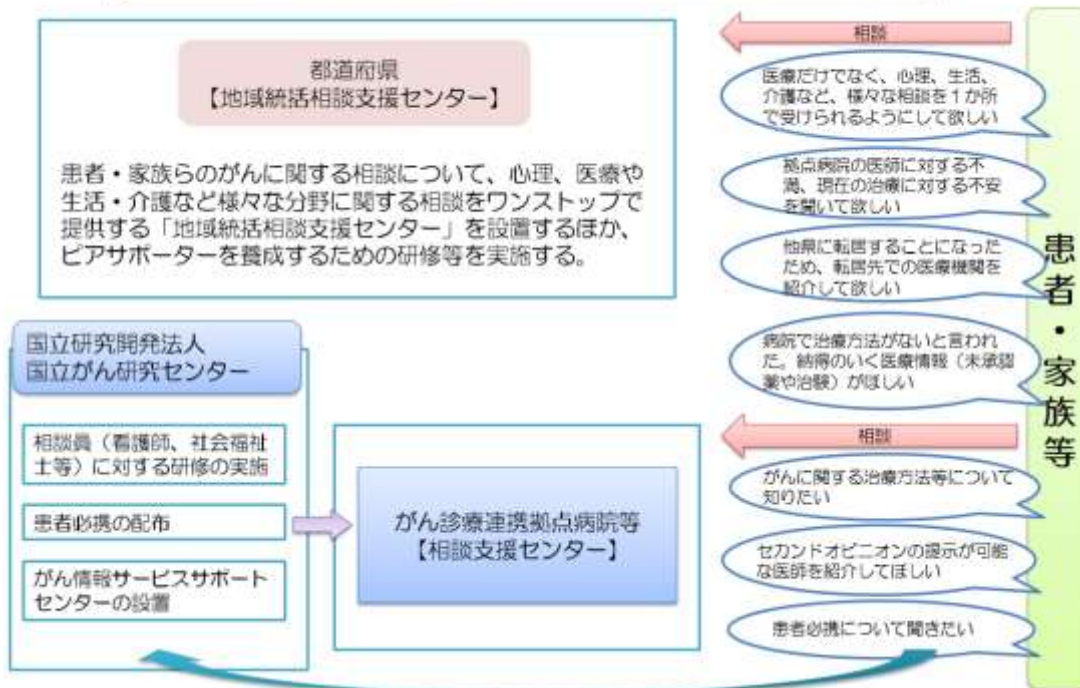 都道府県
【地域統括相談支援センター】
患者・家族らのがんに関する相談について、心理、医療や
生活・介護など様々な分野に関する相談をワンストップで
提供する「地域統括相談支援センター」を設置するほか、
ピアサポーターを養成するための研修等を実施する。
相談
医療だけでなく、心理、生活、
介護など、様々な相談を1か所
で受けられるようにして欲しい
拠点病院の医師に対する不
満、現在の治療に対する不安
を聞いて欲しい
他県に転居することになった
ため、転居先での医療機関を
紹介して欲しい
病院で治療方法がないと言われ
た。納得のいく医療情報(未承認
薬や治験)がほしい
患者・家族等
国立研究開発法人
国立がん研究センター
相談員(看護師、社会福祉
士等)に対する研修の実施
患者必携の配布
がん情報サービスサポート
センターの設置
がん診療連携拠点病院等
【相談支援センター】
相談
がんに関する治療方法等について
知りたい
セカンドオピニオンの提示が可能
な医師を紹介してほしい
患者必携について聞きたい